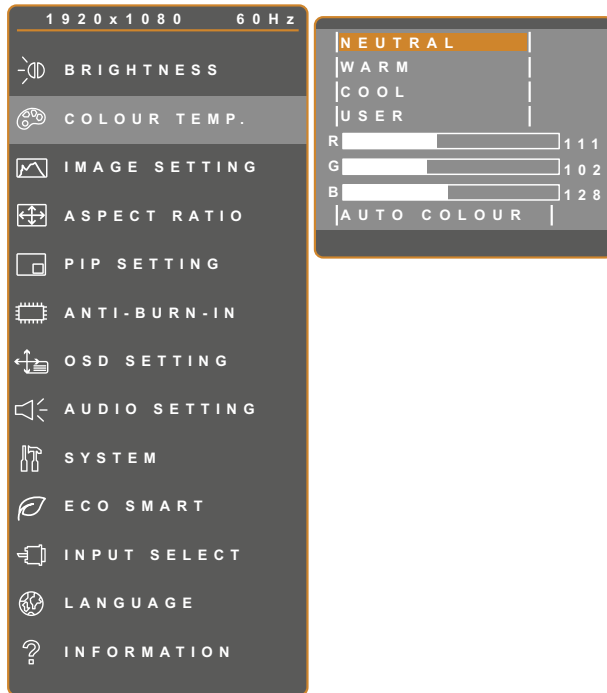 1920x1080 60Hz
BRIGHTNESS
COLOUR TEMP.
IMAGE SETTING
ASPECT RATIO
PIP SETTING
ANTI-BURN-IN
OSD SETTING
AUDIO SETTING
SYSTEM
ECO SMART
INPUT SELECT
LANGUAGE
INFORMATION
NEUTRAL
WARM
COOL
USER
R 111
G 102
B 128
AUTO COLOUR